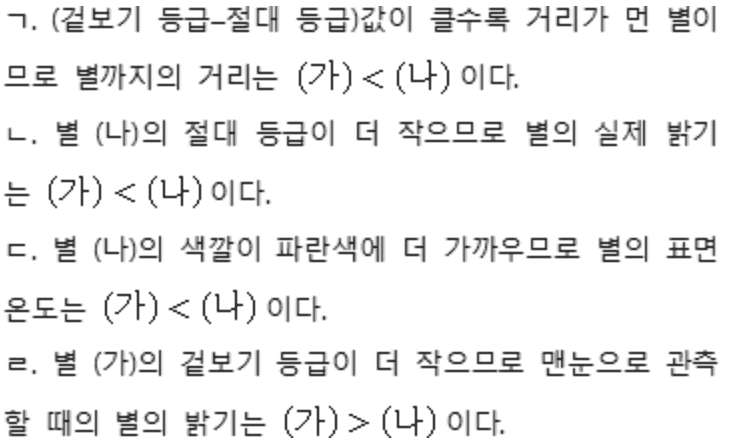 ㄱ. (겉보기 등급–절대 등급)값이 클수록 거리가 먼 별이
므로 별까지의 거리는 (가) < (나) 이다.
ㄴ. 별 (나)의 절대 등급이 더 작으므로 별의 실제 밝기
는 (가) < (나) 이다.
ㄷ. 별 (나)의 색깔이 파란색에 더 가까우므로 별의 표면
온도는 (가) < (나) 이다.
ㄹ. 별 (가)의 겉보기 등급이 더 작으므로 맨눈으로 관측
할 때의 별의 밝기는 (가) > (나) 이다.